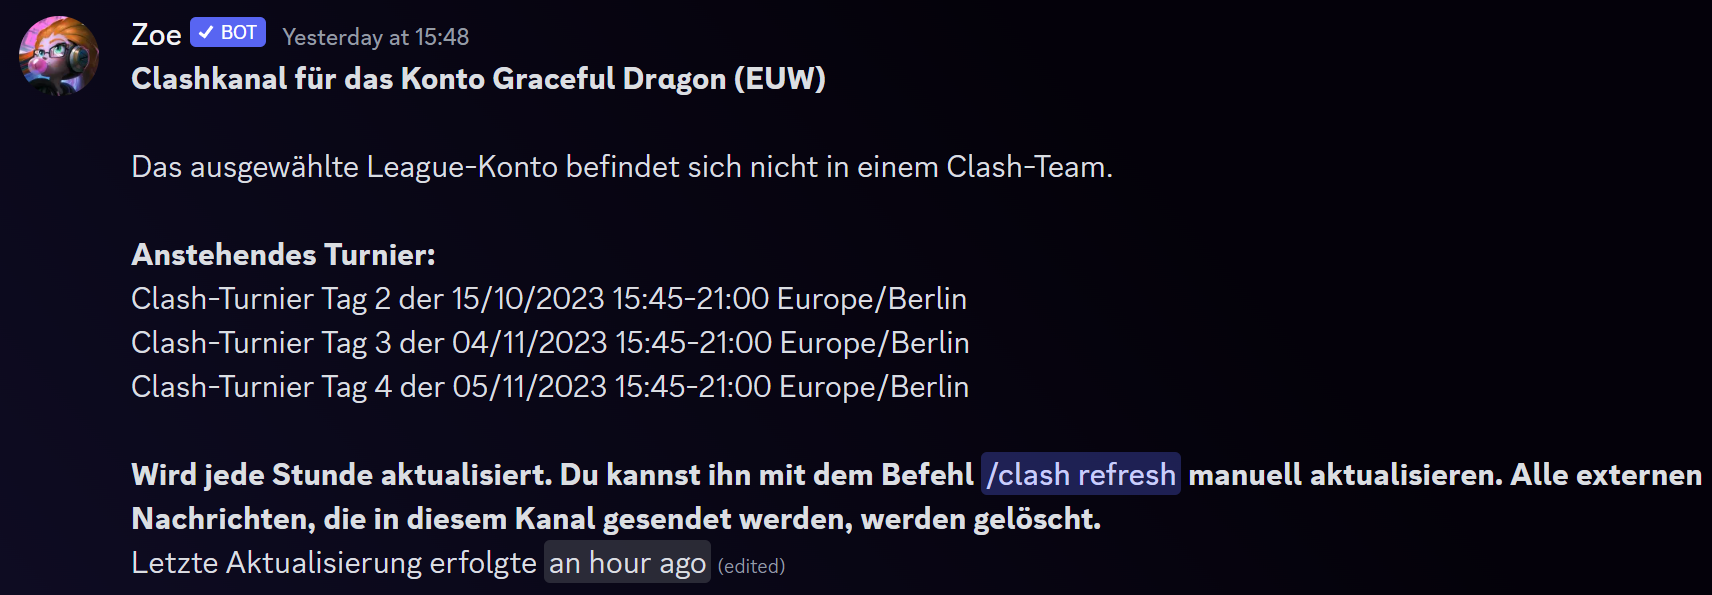 Zoe ✓ BOT Yesterday at 15:48
Clashkanal für das Konto Graceful Dragon (EUW)
Das ausgewählte League-Konto befindet sich nicht in einem Clash-Team.
Anstehendes Turnier:
Clash-Turnier Tag 2 der 15/10/2023 15:45-21:00 Europe/Berlin
Clash-Turnier Tag 3 der 04/11/2023 15:45-21:00 Europe/Berlin
Clash-Turnier Tag 4 der 05/11/2023 15:45-21:00 Europe/Berlin
Wird jede Stunde aktualisiert. Du kannst ihn mit dem Befehl /clash refresh manuell aktualisieren. Alle externen
Nachrichten, die in diesem Kanal gesendet werden, werden gelöscht.
Letzte Aktualisierung erfolgte an hour ago (edited)